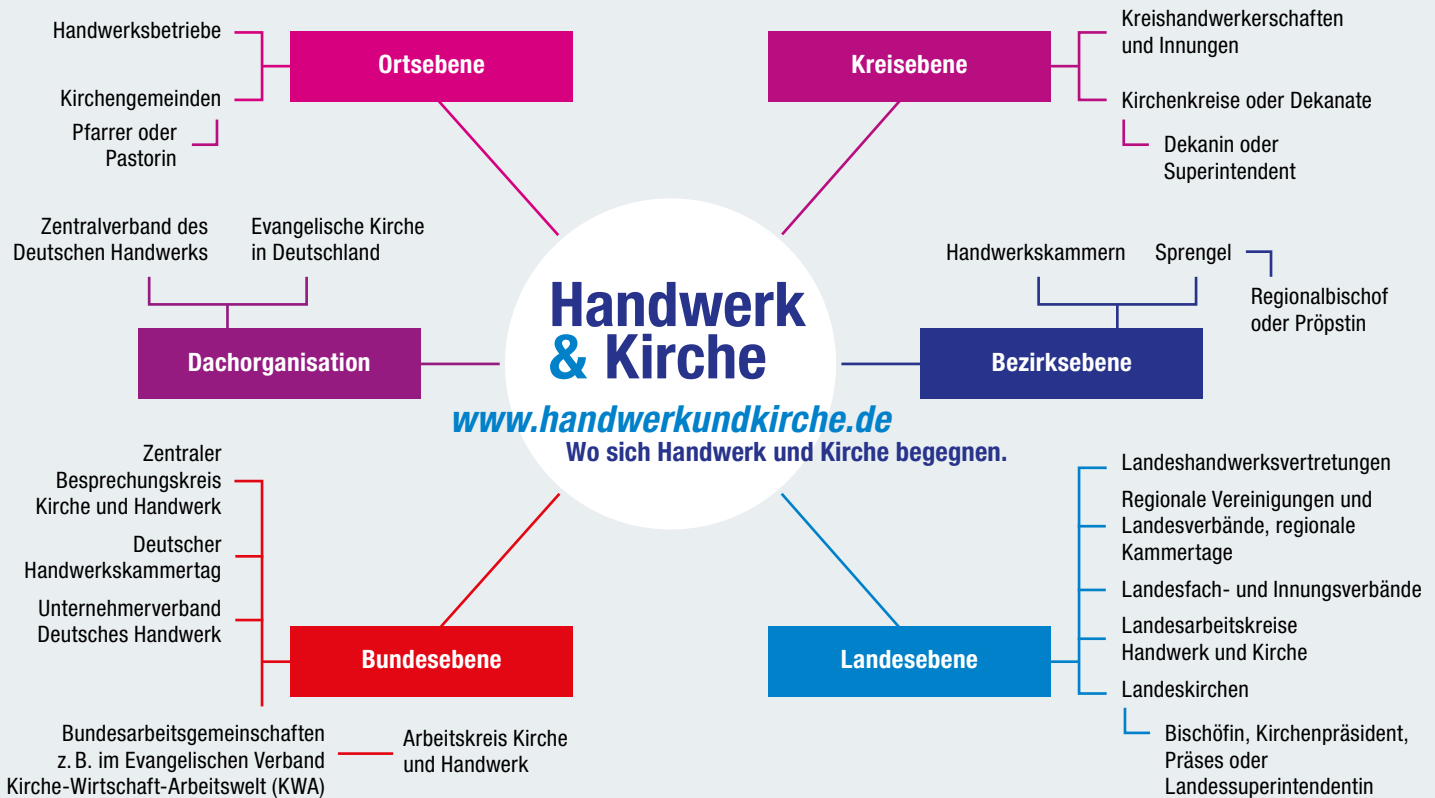 Handwerksbetriebe
Ortsebene
Kirchengemeinden
Pfarrer oder
Pastorin
Kreishandwerkerschaften
und Innungen
Kreisebene
Kirchenkreise oder Dekanate
Dekanin oder
Superintendent
Zentralverband des
Deutschen Handwerks
Evangelische Kirche
in Deutschland
Dachorganisation
Handwerk
& Kirche
www.handwerkundkirche.de
Wo sich Handwerk und Kirche begegnen.
Handwerkskammern
Sprengel
Regionalbischof
oder Pröpstin
Bezirksebene
Zentraler
Besprechungskreis
Kirche und Handwerk
Deutscher
Handwerkskammertag
Unternehmerverband
Deutsches Handwerk
Bundesebene
Bundesarbeitsgemeinschaften
z. B. im Evangelischen Verband
Kirche-Wirtschaft-Arbeitswelt (KWA)
Arbeitskreis Kirche
und Handwerk
Landesebene
Landeshandwerksvertretungen
Regionale Vereinigungen und
Landesverbände, regionale
Kammertage
Landesfach- und Innungsverbände
Landesarbeitskreise
Handwerk und Kirche
Landeskirchen
Bischöfin, Kirchenpräsident,
Präses oder
Landessuperintendentin